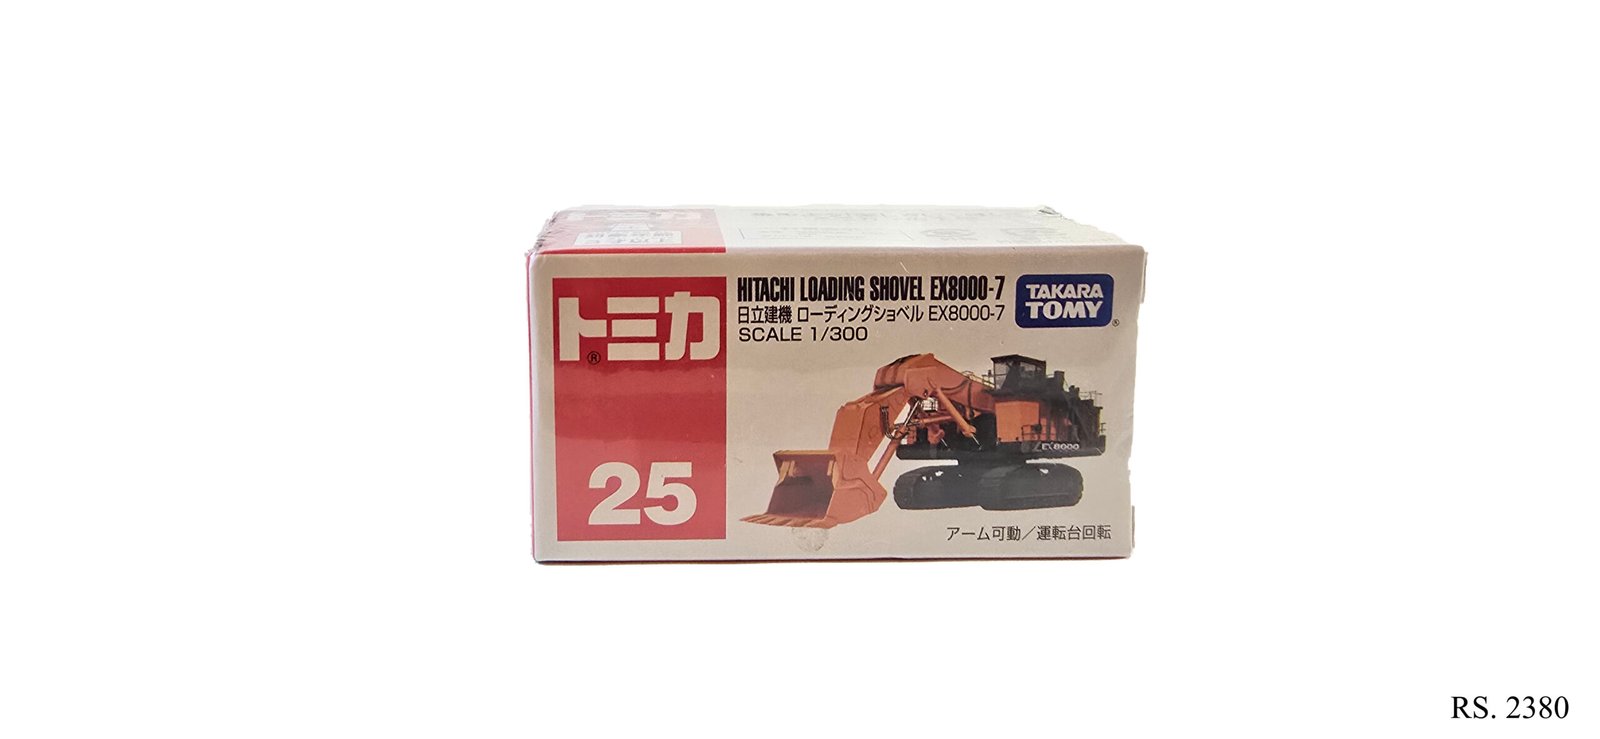 トミカ
®
25
HITACHI LOADING SHOVEL EX8000-7
日立建機 ローディングショベル EX8000-7
SCALE 1/300
TAKARA
TOMY
®
EX8000
アーム可動／運転台回転
RS. 2380